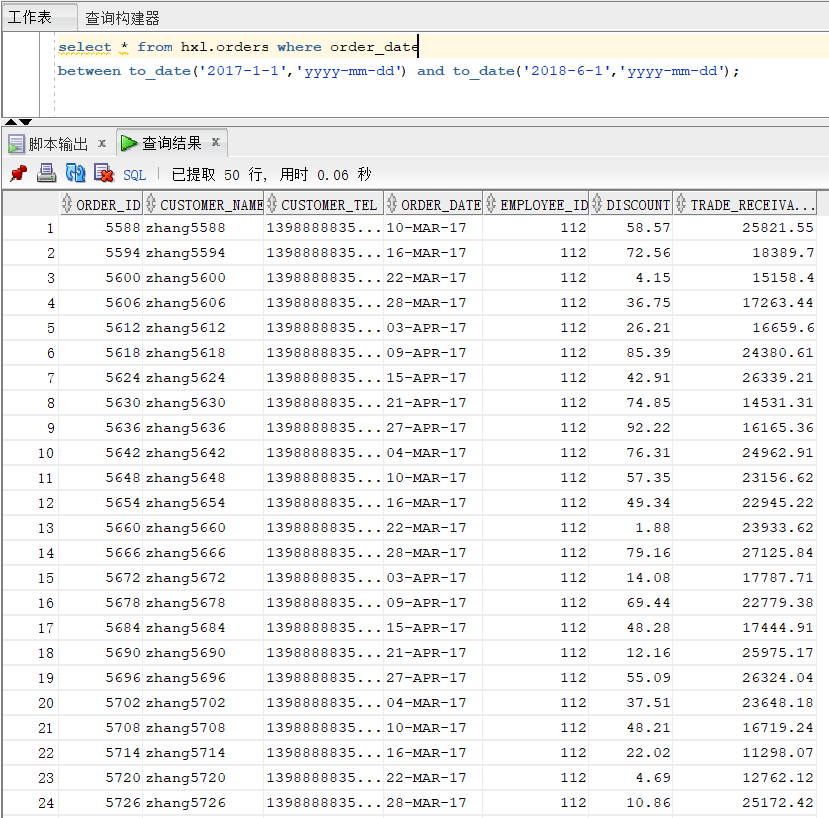 工作表 查询构建器
select * from hxl.orders where order_date
between to_date('2017-1-1','yyyy-mm-dd') and to_date('2018-6-1','yyyy-mm-dd');
脚本输出 x 查询结果 x
SQL 已提取 50 行, 用时 0.06 秒
ORDER_ID CUSTOMER_NAME CUSTOMER_TEL ORDER_DATE EMPLOYEE_ID DISCOUNT TRADE_RECEIVA...
1 5588 zhang5588 1398888835... 10-MAR-17 112 58.57 25821.55
2 5594 zhang5594 1398888835... 16-MAR-17 112 72.56 18389.7
3 5600 zhang5600 1398888835... 22-MAR-17 112 4.15 15158.4
4 5606 zhang5606 1398888835... 28-MAR-17 112 36.75 17263.44
5 5612 zhang5612 1398888835... 03-APR-17 112 26.21 16659.6
6 5618 zhang5618 1398888835... 09-APR-17 112 85.39 24380.61
7 5624 zhang5624 1398888835... 15-APR-17 112 42.91 26339.21
8 5630 zhang5630 1398888835... 21-APR-17 112 74.85 14531.31
9 5636 zhang5636 1398888835... 27-APR-17 112 92.22 16165.36
10 5642 zhang5642 1398888835... 04-MAR-17 112 76.31 24962.91
11 5648 zhang5648 1398888835... 10-MAR-17 112 57.35 23156.62
12 5654 zhang5654 1398888835... 16-MAR-17 112 49.34 22945.22
13 5660 zhang5660 1398888835... 22-MAR-17 112 1.88 23933.62
14 5666 zhang5666 1398888835... 28-MAR-17 112 79.16 27125.84
15 5672 zhang5672 1398888835... 03-APR-17 112 14.08 17787.71
16 5678 zhang5678 1398888835... 09-APR-17 112 69.44 22779.38
17 5684 zhang5684 1398888835... 15-APR-17 112 48.28 17444.91
18 5690 zhang5690 1398888835... 21-APR-17 112 12.16 25975.17
19 5696 zhang5696 1398888835... 27-APR-17 112 55.09 26324.04
20 5702 zhang5702 1398888835... 04-MAR-17 112 37.51 23648.18
21 5708 zhang5708 1398888835... 10-MAR-17 112 48.21 16719.24
22 5714 zhang5714 1398888835... 16-MAR-17 112 22.02 11298.07
23 5720 zhang5720 1398888835... 22-MAR-17 112 4.69 12762.12
24 5726 zhang5726 1398888835... 28-MAR-17 112 10.86 25172.42